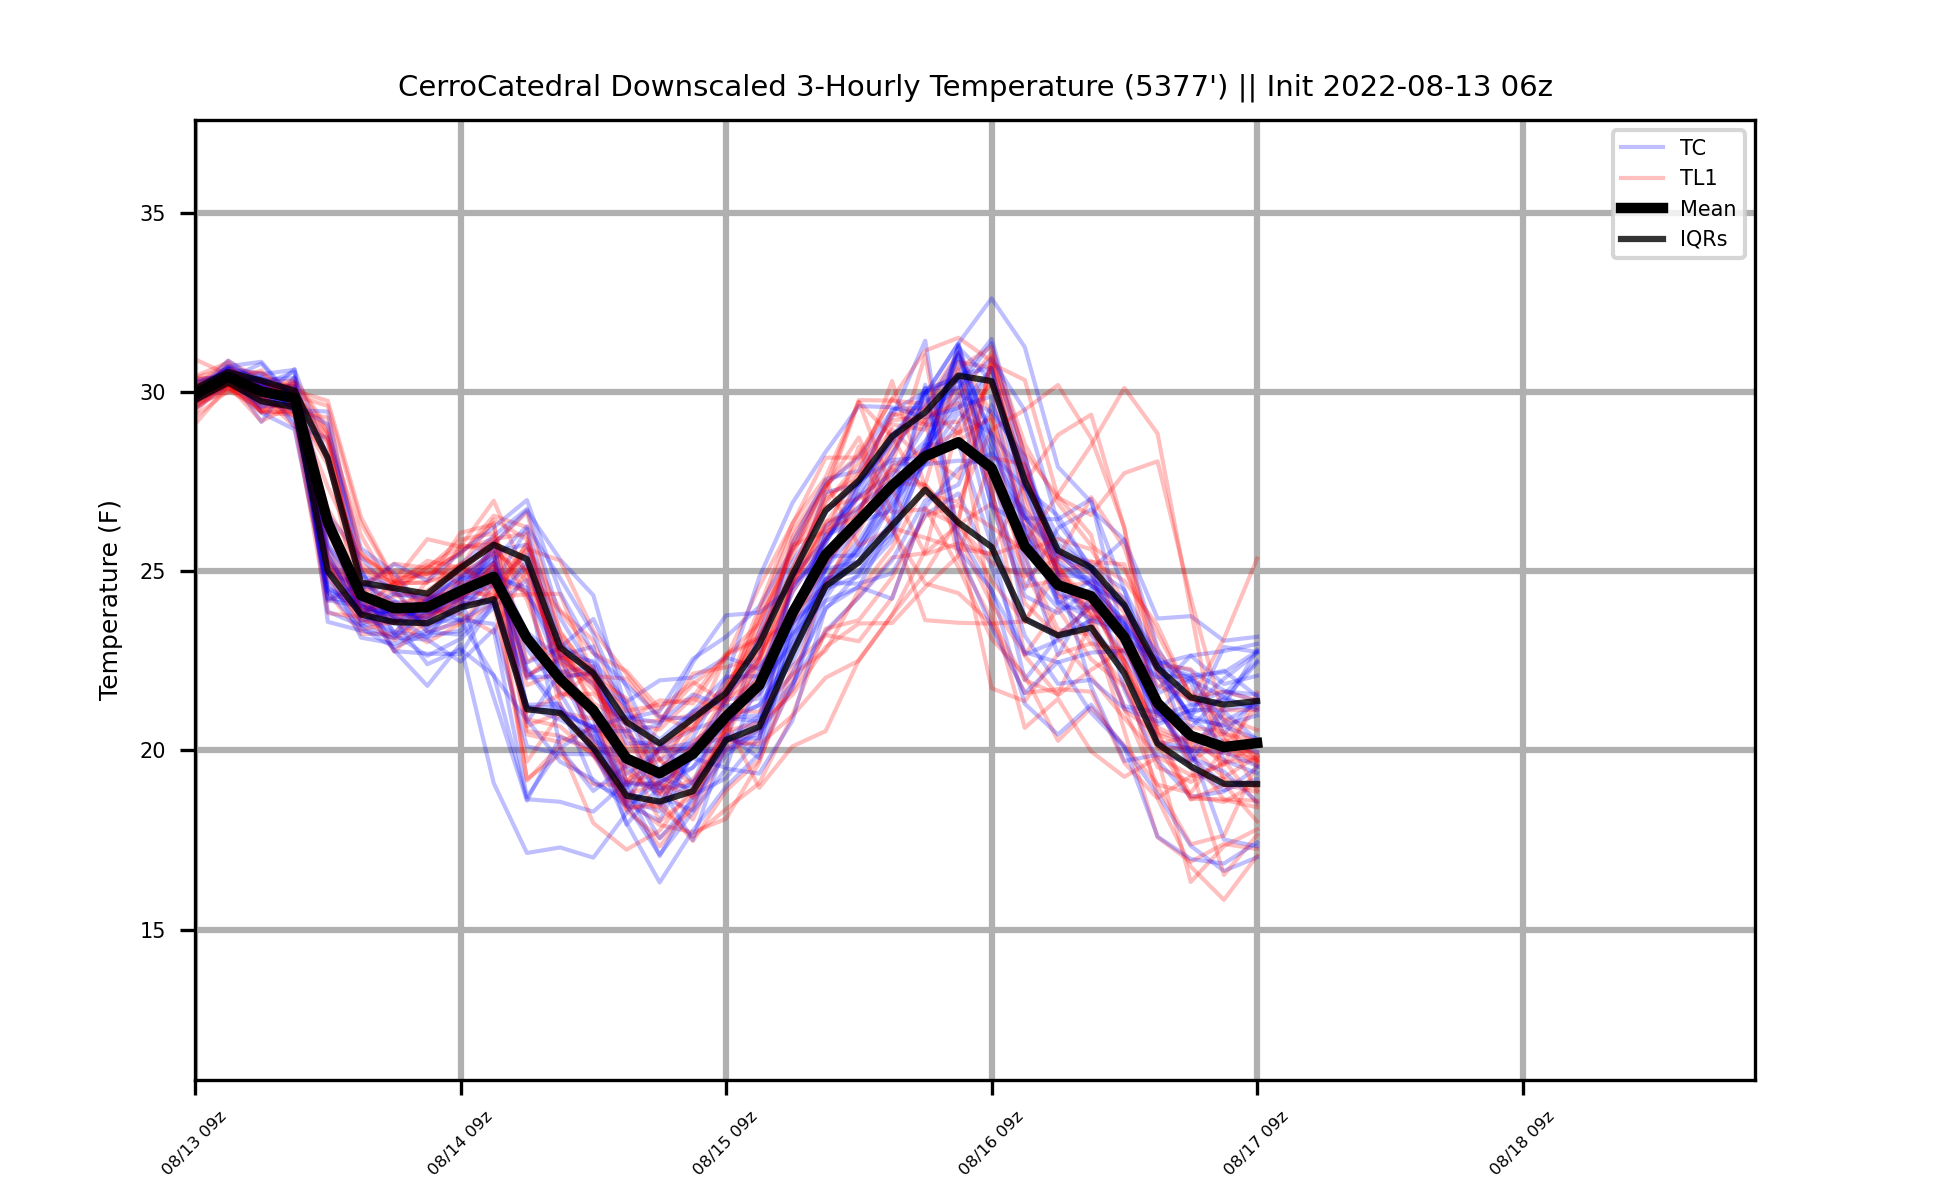 CerroCatedral Downscaled 3-Hourly Temperature (5377') || Init 2022-08-13 06z
TC
TL1
Mean
IQRs
Temperature (F)
35
30
25
20
15
08/13 09z
08/14 09z
08/15 09z
08/16 09z
08/17 09z
08/18 09z